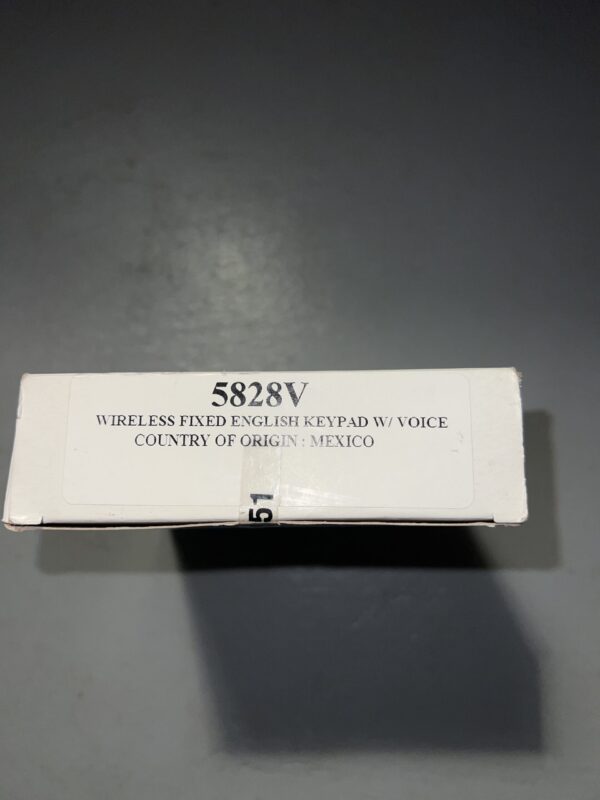 5828V
WIRELESS FIXED ENGLISH KEYPAD W/ VOICE
COUNTRY OF ORIGIN : MEXICO
51